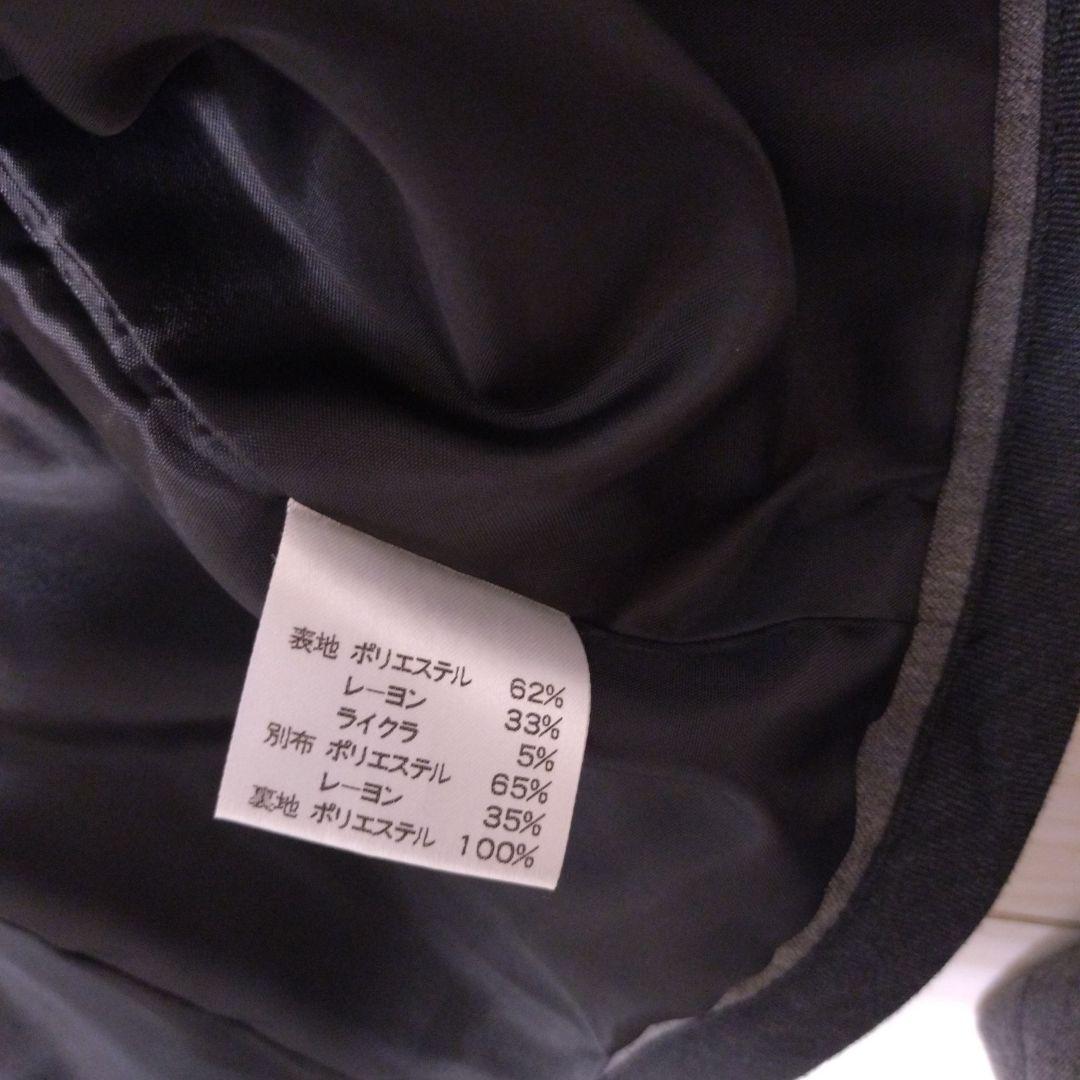 表地 ポリエステル 62%
レーヨン 33%
ライクラ 5%
別布 ポリエステル 65%
レーヨン 35%
裏地 ポリエステル 100%